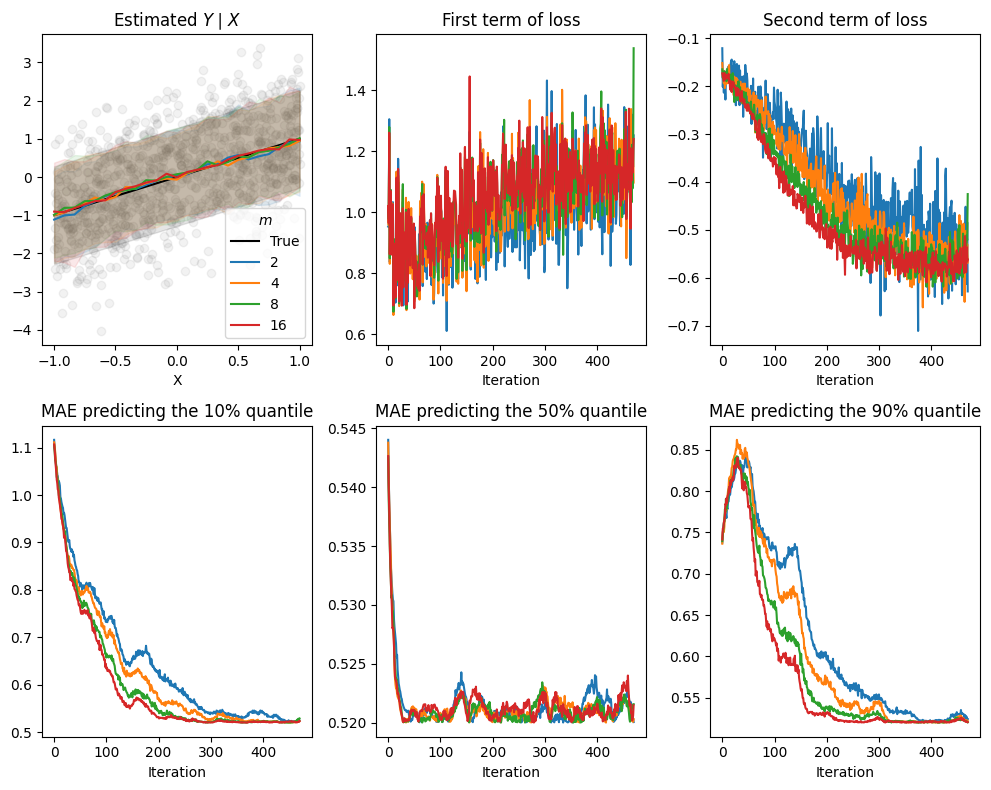 Estimated Y | X
3
2
1
0
−1
−2
−3
−4
m
True
2
4
8
16
−1.0 −0.5 0.0 0.5 1.0
X
First term of loss
1.4
1.2
1.0
0.8
0.6
0 100 200 300 400
Iteration
Second term of loss
−0.1
−0.2
−0.3
−0.4
−0.5
−0.6
−0.7
0 100 200 300 400
Iteration
MAE predicting the 10% quantile
1.1
1.0
0.9
0.8
0.7
0.6
0.5
0 100 200 300 400
Iteration
MAE predicting the 50% quantile
0.545
0.540
0.535
0.530
0.525
0.520
0 100 200 300 400
Iteration
MAE predicting the 90% quantile
0.85
0.80
0.75
0.70
0.65
0.60
0.55
0 100 200 300 400
Iteration